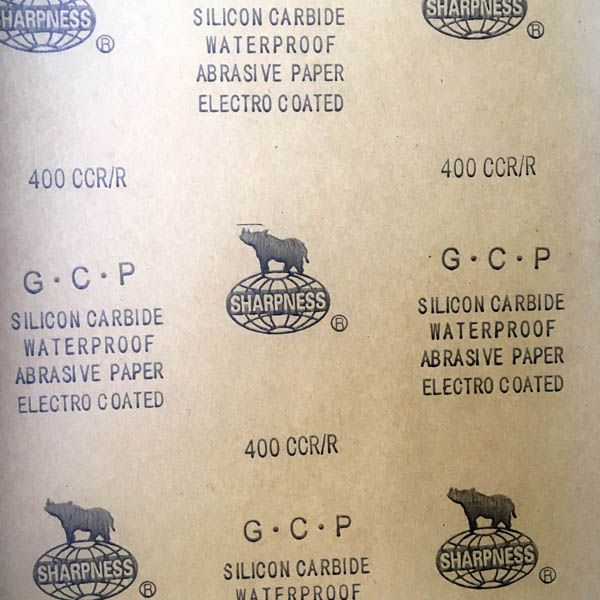 SHARPNESS ®
SILICON CARBIDE
WATERPROOF
ABRASIVE PAPER
ELECTRO COATED
SHARPNESS ®
400 CCR/R
400 CCR/R
G·C·P
SILICON CARBIDE
WATERPROOF
ABRASIVE PAPER
ELECTRO COATED
SHARPNESS ®
G·C·P
SILICON CARBIDE
WATERPROOF
ABRASIVE PAPER
ELECTRO COATED
400 CCR/R
SHARPNESS ®
G·C·P
SILICON CARBIDE
WATERPROOF
SHARPNESS ®